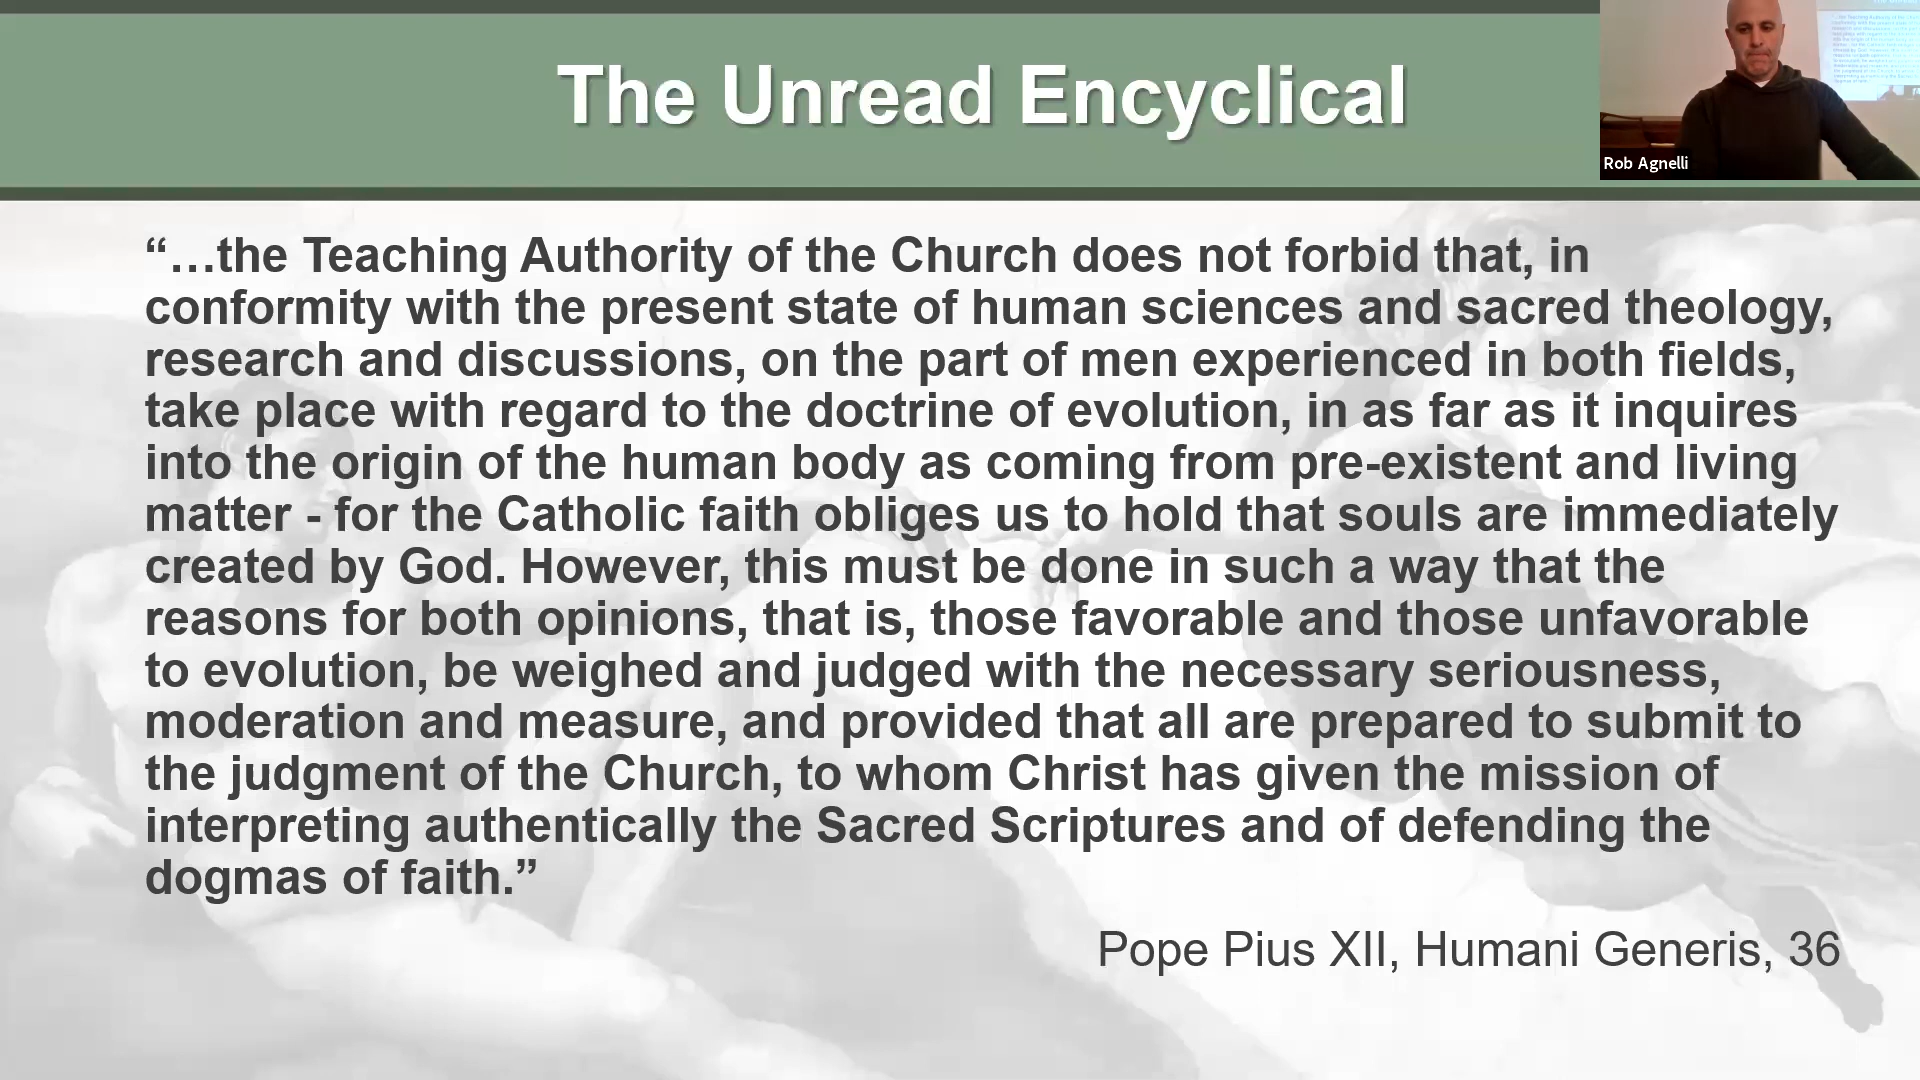 The Unread Encyclical
Rob Agnelli
“…the Teaching Authority of the Church does not forbid that, in
conformity with the present state of human sciences and sacred theology,
research and discussions, on the part of men experienced in both fields,
take place with regard to the doctrine of evolution, in as far as it inquires
into the origin of the human body as coming from pre-existent and living
matter - for the Catholic faith obliges us to hold that souls are immediately
created by God. However, this must be done in such a way that the
reasons for both opinions, that is, those favorable and those unfavorable
to evolution, be weighed and judged with the necessary seriousness,
moderation and measure, and provided that all are prepared to submit to
the judgment of the Church, to whom Christ has given the mission of
interpreting authentically the Sacred Scriptures and of defending the
dogmas of faith.”
Pope Pius XII, Humani Generis, 36